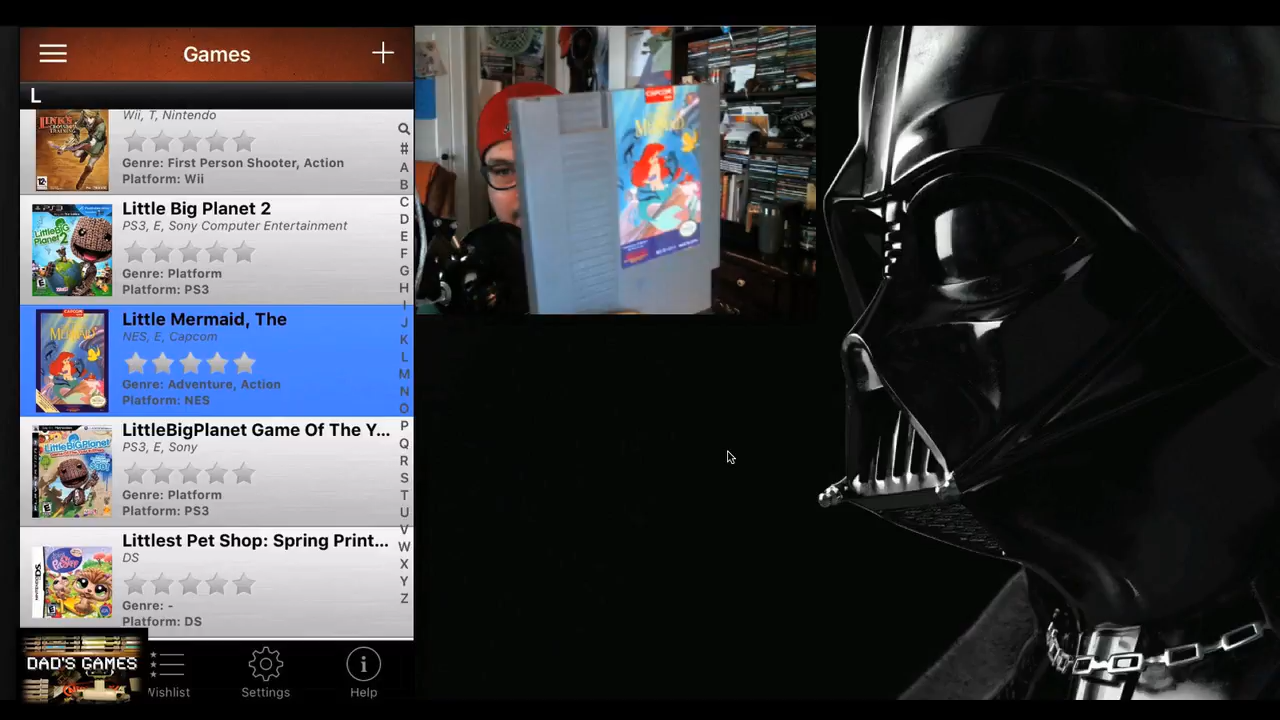 Games
L
Wii, T, Nintendo
Genre: First Person Shooter, Action
Platform: Wii
Little Big Planet 2
PS3, E, Sony Computer Entertainment
Genre: Platform
Platform: PS3
Little Mermaid, The
NES, E, Capcom
Genre: Adventure, Action
Platform: NES
LittleBigPlanet Game Of The Y...
PS3, E, Sony
Genre: Platform
Platform: PS3
Littlest Pet Shop: Spring Print...
DS
Genre: -
Platform: DS
#
A
B
C
D
E
F
G
H
I
J
K
L
M
N
O
P
Q
R
S
T
U
V
W
X
Y
Z
DAD'S GAMES
Wishlist
Settings
Help
CAPCOM
MERMAID